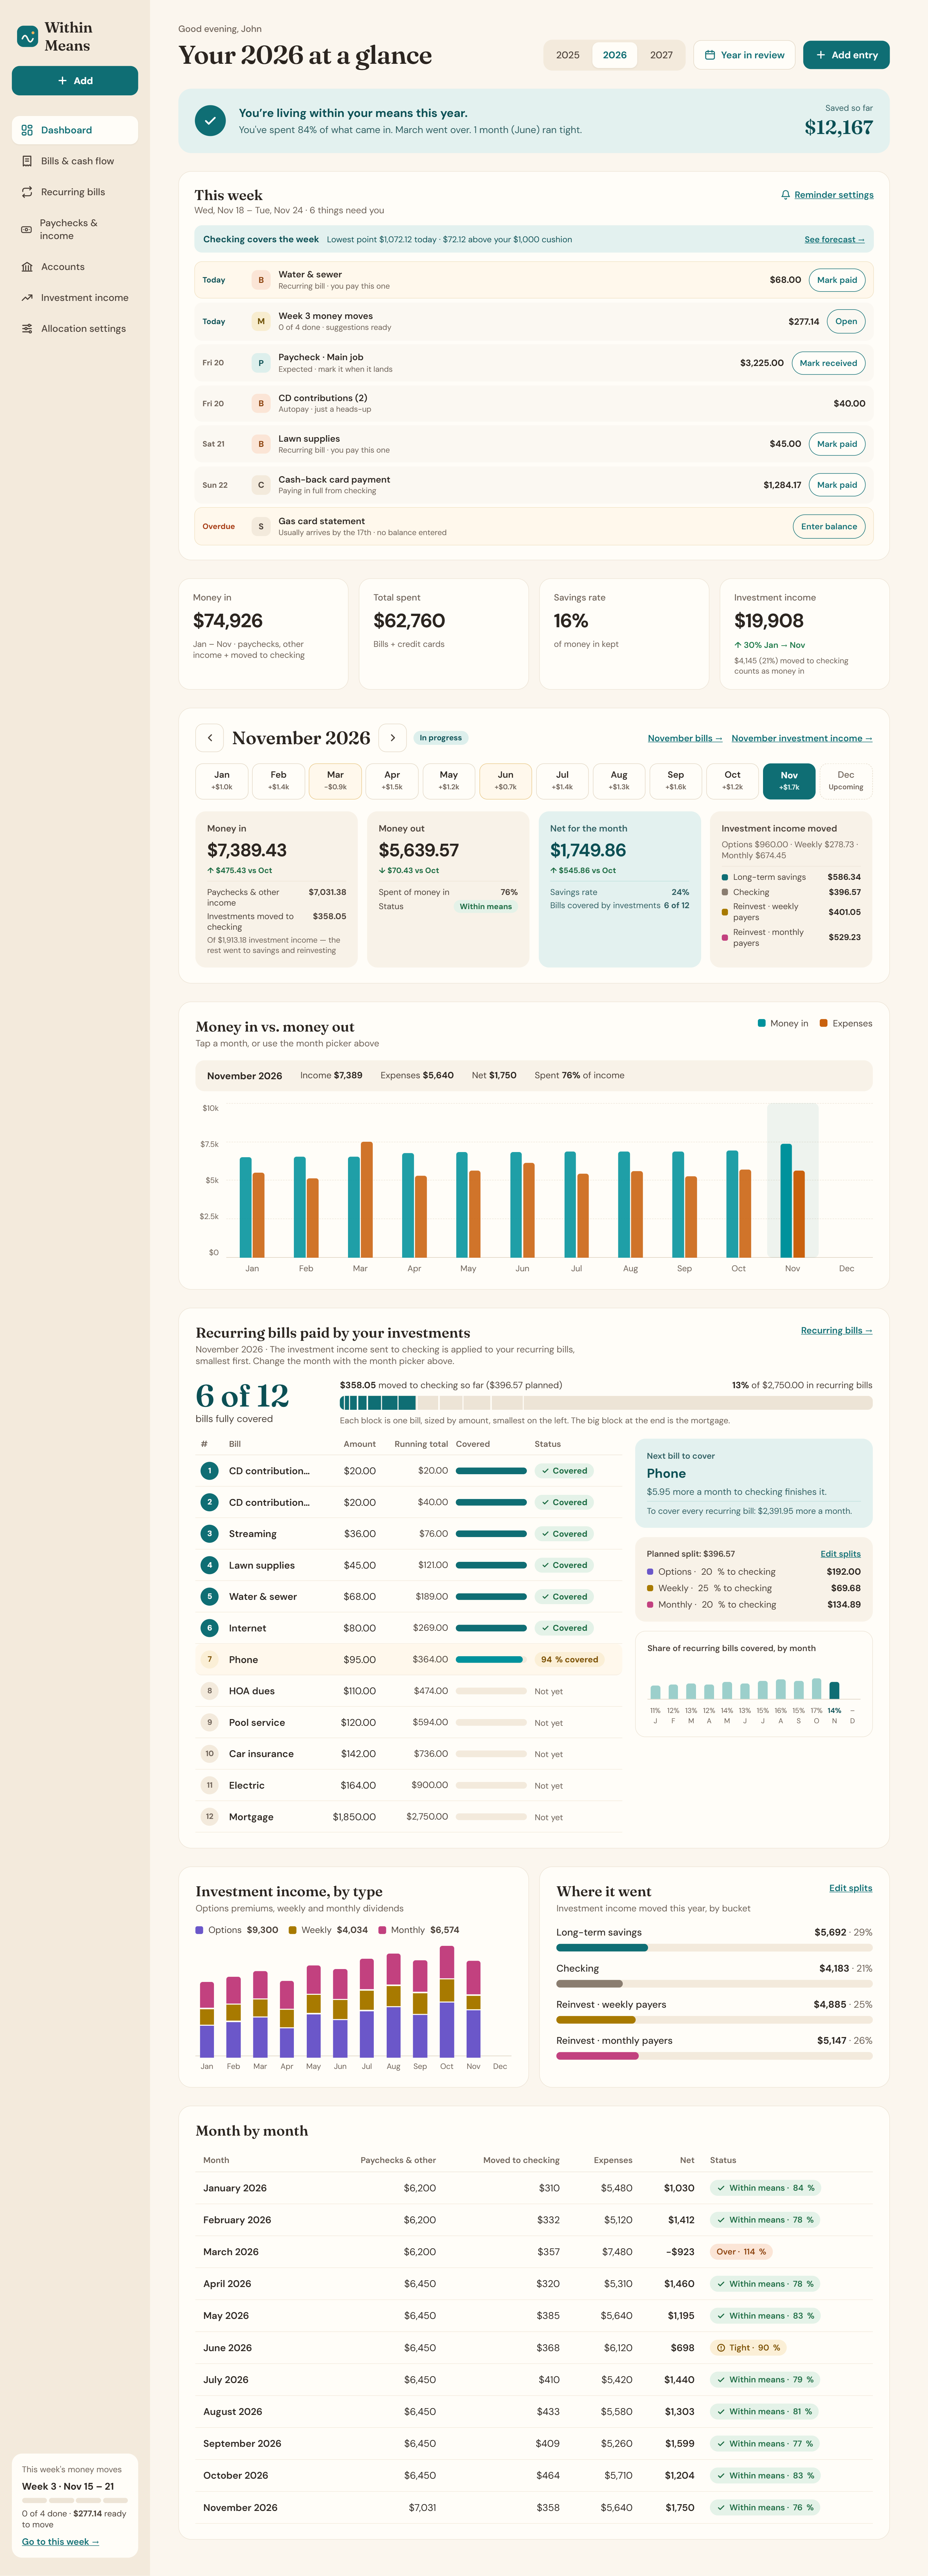 Within
Means
+ Add
Dashboard
Bills & cash flow
Recurring bills
Paychecks &
income
Accounts
Investment income
Allocation settings
This week's money moves
Week 3 · Nov 15 – 21
0 of 4 done · $277.14 ready
to move
Go to this week →
Good evening, John
Your 2026 at a glance
2025 2026 2027
Year in review
+ Add entry
You're living within your means this year.
You've spent 84% of what came in. March went over. 1 month (June) ran tight.
Saved so far
$12,167
This week
Wed, Nov 18 – Tue, Nov 24 · 6 things need you
Reminder settings
Checking covers the week Lowest point $1,072.12 today · $72.12 above your $1,000 cushion See forecast →
Today B Water & sewer $68.00 Mark paid
Recurring bill · you pay this one
Today M Week 3 money moves $277.14 Open
0 of 4 done · suggestions ready
Fri 20 P Paycheck · Main job $3,225.00 Mark received
Expected · mark it when it lands
Fri 20 B CD contributions (2) $40.00
Autopay · just a heads-up
Sat 21 B Lawn supplies $45.00 Mark paid
Recurring bill · you pay this one
Sun 22 C Cash-back card payment $1,284.17 Mark paid
Paying in full from checking
Overdue S Gas card statement Enter balance
Usually arrives by the 17th · no balance entered
Money in
$74,926
Jan – Nov · paychecks, other
income + moved to checking
Total spent
$62,760
Bills + credit cards
Savings rate
16%
of money in kept
Investment income
$19,908
↑ 30% Jan → Nov
$4,145 (21%) moved to checking
counts as money in
November 2026
In progress
November bills → November investment income →
Jan Feb Mar Apr May Jun Jul Aug Sep Oct Nov Dec
+$1.0k +$1.4k -$0.9k +$1.5k +$1.2k +$0.7k +$1.4k +$1.3k +$1.6k +$1.2k +$1.7k Upcoming
Money in
$7,389.43
↑ $475.43 vs Oct
Paychecks & other
income $7,031.38
Investments moved to
checking $358.05
Of $1,913.18 investment income — the
rest went to savings and reinvesting
Money out
$5,639.57
↓ $70.43 vs Oct
Spent of money in 76%
Status Within means
Net for the month
$1,749.86
↑ $545.86 vs Oct
Savings rate 24%
Bills covered by investments 6 of 12
Investment income moved
Options $960.00 · Weekly $278.73 ·
Monthly $674.45
Long-term savings $586.34
Checking $396.57
Reinvest · weekly
payers $401.05
Reinvest · monthly
payers $529.23
Money in vs. money out
Tap a month, or use the month picker above
Money in Expenses
November 2026 Income $7,389 Expenses $5,640 Net $1,750 Spent 76% of income
$10k
$7.5k
$5k
$2.5k
$0
Jan Feb Mar Apr May Jun Jul Aug Sep Oct Nov Dec
Recurring bills paid by your investments
Recurring bills →
November 2026 · The investment income sent to checking is applied to your recurring bills,
smallest first. Change the month with the month picker above.
6 of 12
bills fully covered
$358.05 moved to checking so far ($396.57 planned) 13% of $2,750.00 in recurring bills
Each block is one bill, sized by amount, smallest on the left. The big block at the end is the mortgage.
# Bill Amount Running total Covered Status
1 CD contribution... $20.00 $20.00 Covered
2 CD contribution... $20.00 $40.00 Covered
3 Streaming $36.00 $76.00 Covered
4 Lawn supplies $45.00 $121.00 Covered
5 Water & sewer $68.00 $189.00 Covered
6 Internet $80.00 $269.00 Covered
7 Phone $95.00 $364.00 94 % covered
8 HOA dues $110.00 $474.00 Not yet
9 Pool service $120.00 $594.00 Not yet
10 Car insurance $142.00 $736.00 Not yet
11 Electric $164.00 $900.00 Not yet
12 Mortgage $1,850.00 $2,750.00 Not yet
Next bill to cover
Phone
$5.95 more a month to checking finishes it.
To cover every recurring bill: $2,391.95 more a month.
Planned split: $396.57 Edit splits
Options · 20 % to checking $192.00
Weekly · 25 % to checking $69.68
Monthly · 20 % to checking $134.89
Share of recurring bills covered, by month
11% 12% 13% 12% 14% 13% 15% 16% 15% 17% 14% –
J F M A M J J A S O N D
Investment income, by type
Options premiums, weekly and monthly dividends
Options $9,300 Weekly $4,034 Monthly $6,574
Jan Feb Mar Apr May Jun Jul Aug Sep Oct Nov Dec
Where it went
Edit splits
Investment income moved this year, by bucket
Long-term savings $5,692 · 29%
Checking $4,183 · 21%
Reinvest · weekly payers $4,885 · 25%
Reinvest · monthly payers $5,147 · 26%
Month by month
Month Paychecks & other Moved to checking Expenses Net Status
January 2026 $6,200 $310 $5,480 $1,030 Within means · 84 %
February 2026 $6,200 $332 $5,120 $1,412 Within means · 78 %
March 2026 $6,200 $357 $7,480 -$923 Over · 114 %
April 2026 $6,450 $320 $5,310 $1,460 Within means · 78 %
May 2026 $6,450 $385 $5,640 $1,195 Within means · 83 %
June 2026 $6,450 $368 $6,120 $698 Tight · 90 %
July 2026 $6,450 $410 $5,420 $1,440 Within means · 79 %
August 2026 $6,450 $433 $5,580 $1,303 Within means · 81 %
September 2026 $6,450 $409 $5,260 $1,599 Within means · 77 %
October 2026 $6,450 $464 $5,710 $1,204 Within means · 83 %
November 2026 $7,031 $358 $5,640 $1,750 Within means · 76 %